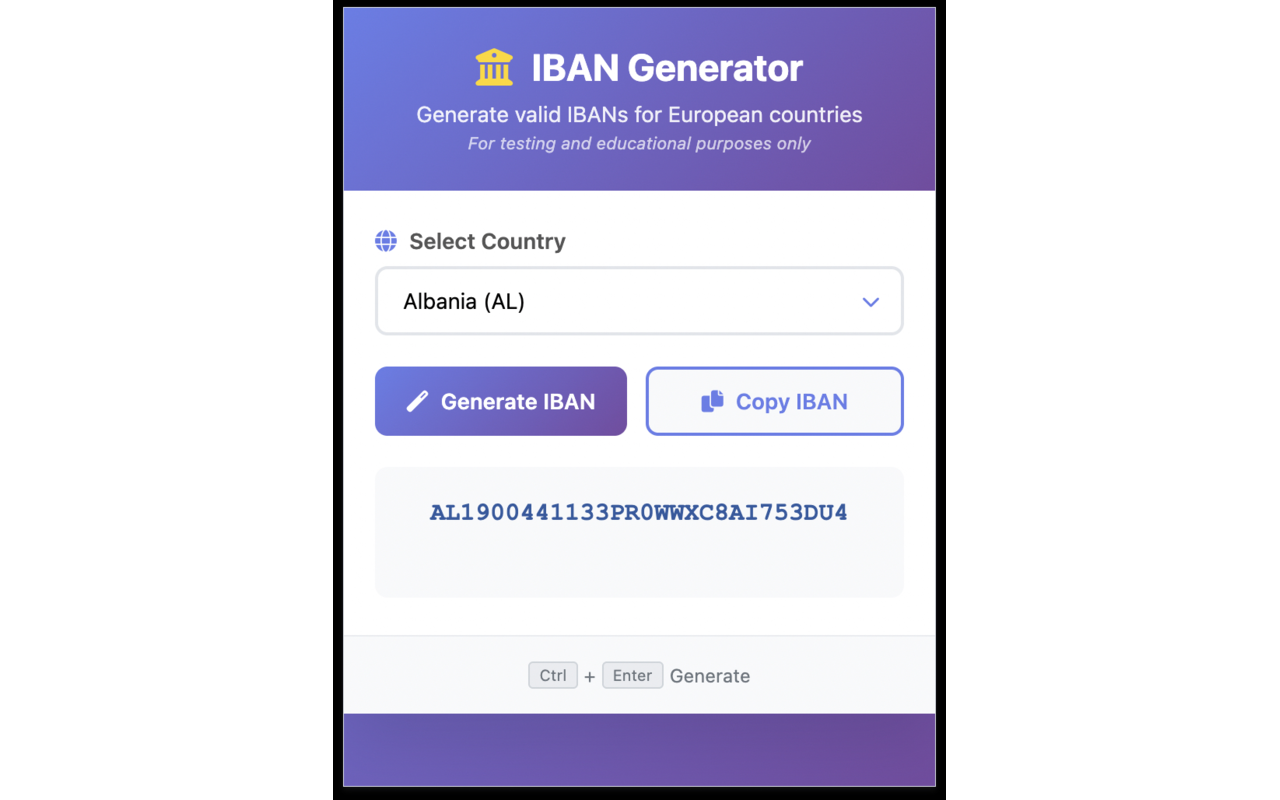 IBAN Generator
Generate valid IBANs for European countries
For testing and educational purposes only
Select Country
Albania (AL)
Generate IBAN
Copy IBAN
AL1900441133PR0WWXC8AI753DU4
Ctrl + Enter Generate